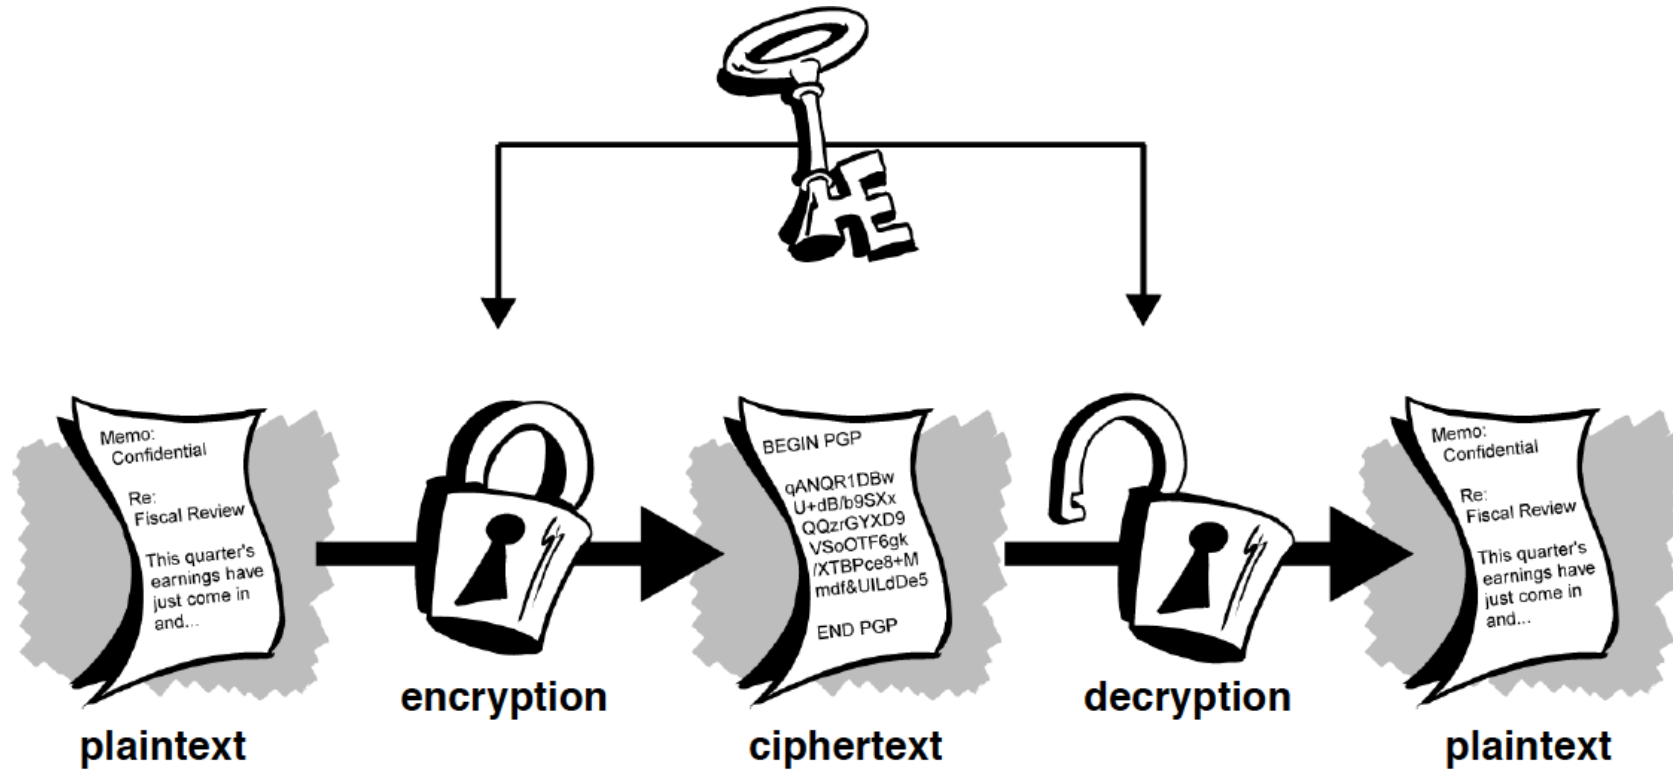 Memo:
Confidential
Re:
Fiscal Review
This quarter's
earnings have
just come in
and...
BEGIN PGP
qANQR1DBw
U+dB/b9SXx
QQzrGYXD9
VSoOTF6gk
/XTBPce8+M
mdf&UILdDe5
END PGP
Memo:
Confidential
Re:
Fiscal Review
This quarter's
earnings have
just come in
and...
encryption
decryption
plaintext
ciphertext
plaintext